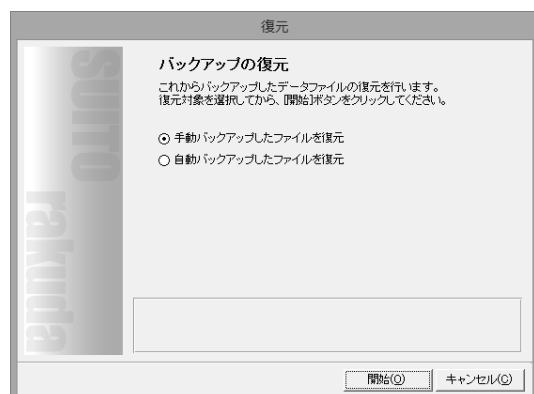 復元
SUITO
rakuda
バックアップの復元
これからバックアップしたデータファイルの復元を行います。
復元対象を選択してから、[開始]ボタンをクリックしてください。
手動バックアップしたファイルを復元
自動バックアップしたファイルを復元
開始(O)
キャンセル(C)